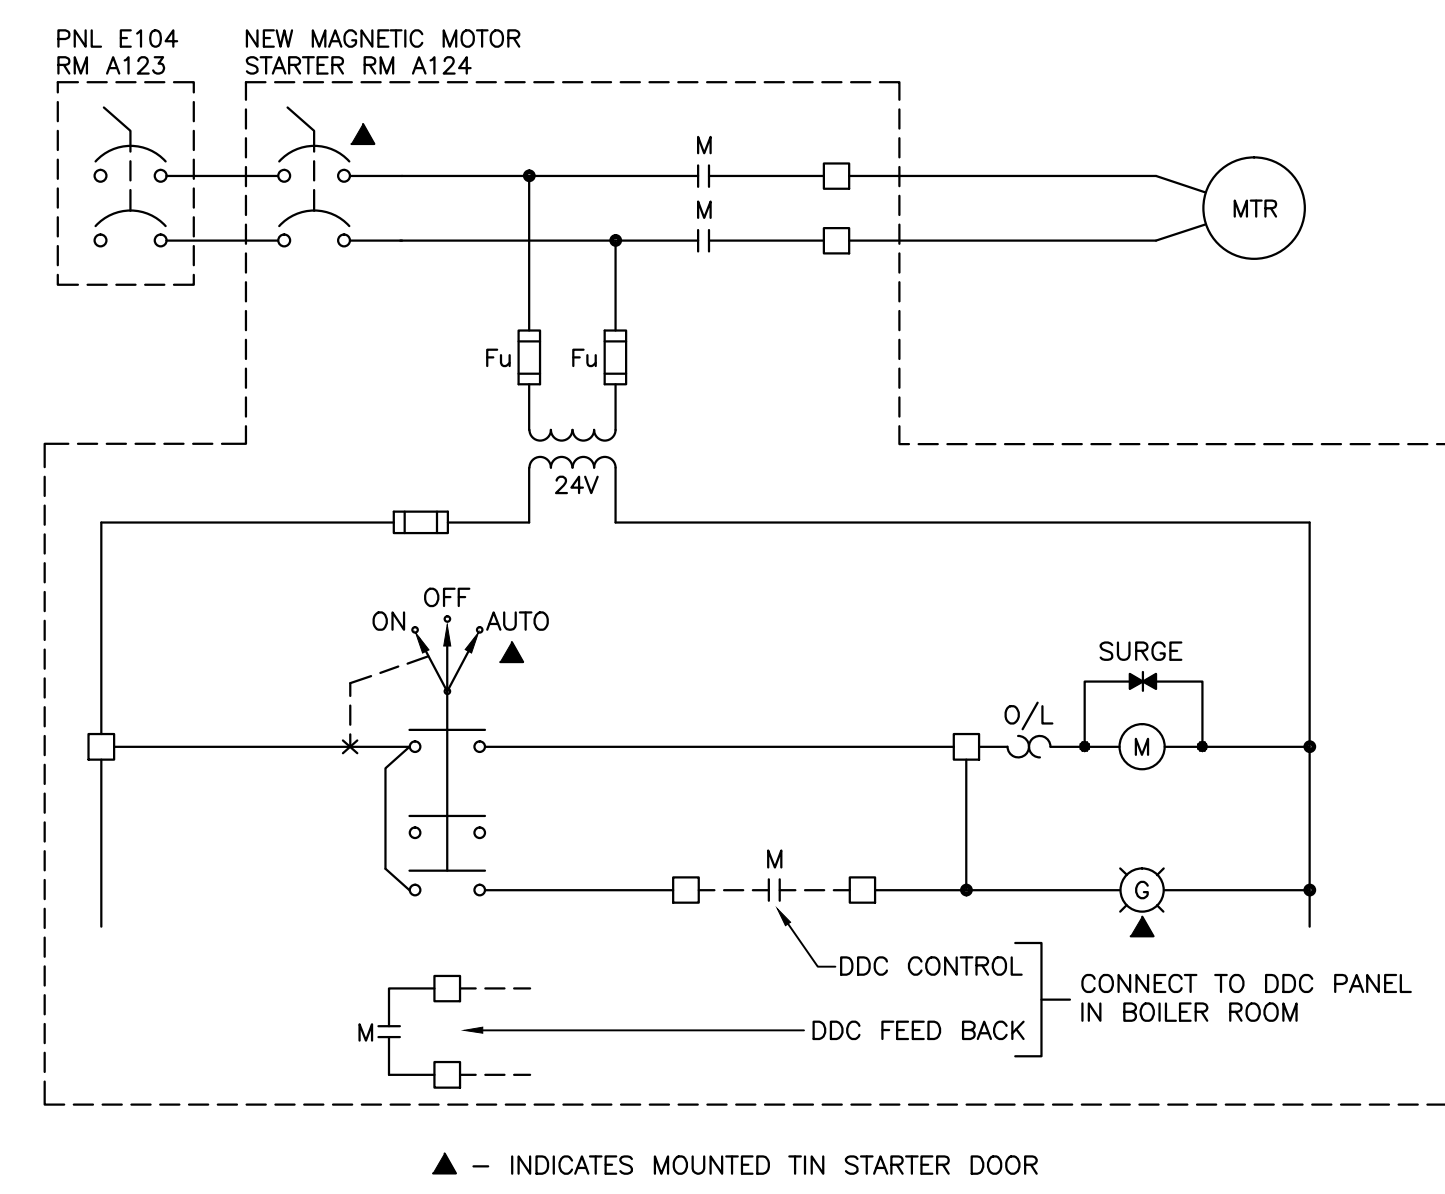 PNL E104
RM A123
NEW MAGNETIC MOTOR
STARTER RM A124
M
M
MTR
Fu
Fu
24V
OFF
ON
AUTO
SURGE
O/L
M
M
G
DDC CONTROL
CONNECT TO DDC PANEL
IN BOILER ROOM
M
DDC FEED BACK
- INDICATES MOUNTED TIN STARTER DOOR